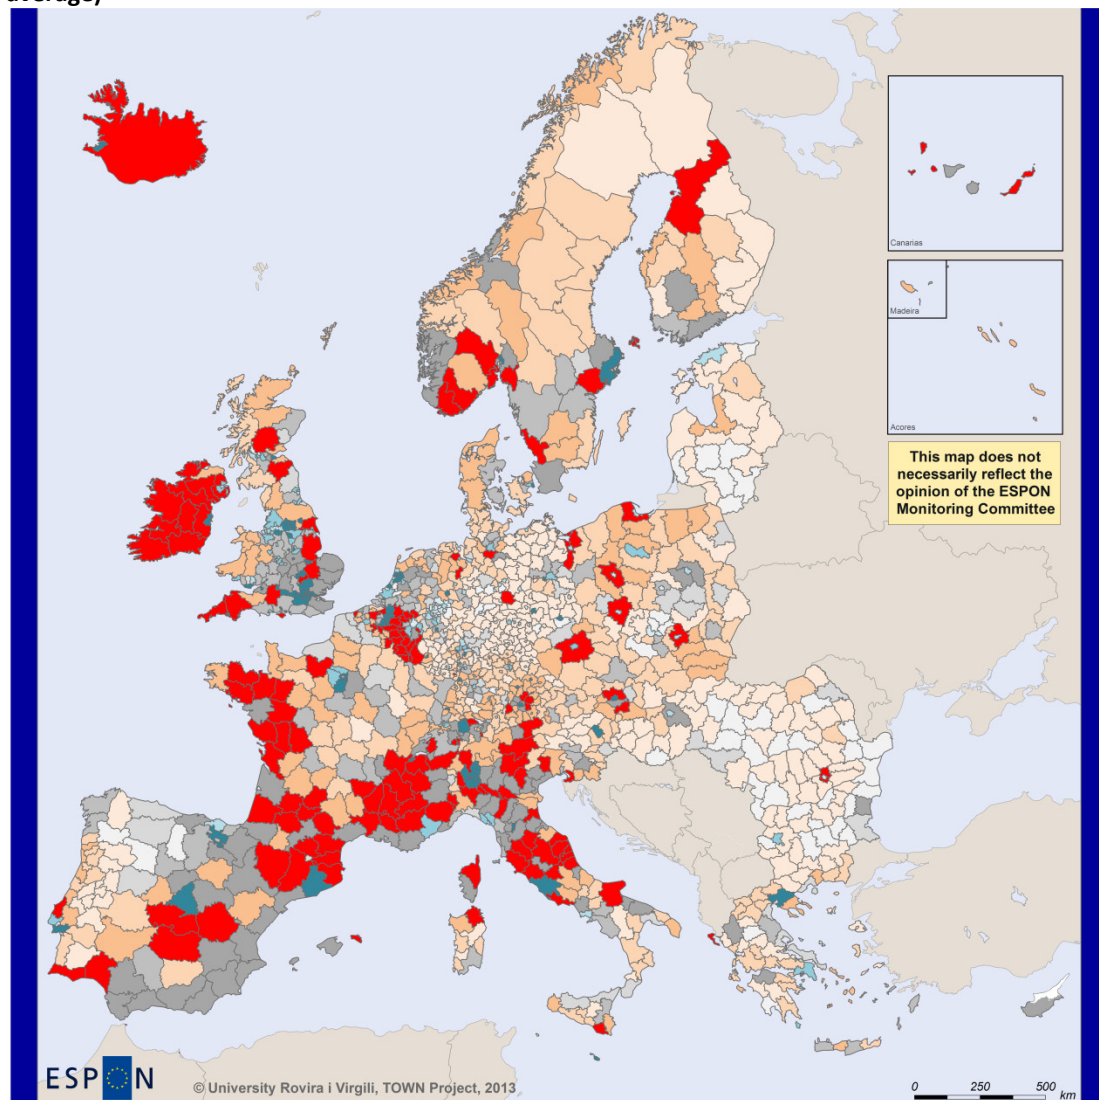 average)
Canarias
Madeira
Acores
This map does not
necessarily reflect the
opinion of the ESPON
Monitoring Committee
ESPON
© University Rovira i Virgili, TOWN Project, 2013
0 250 500
km